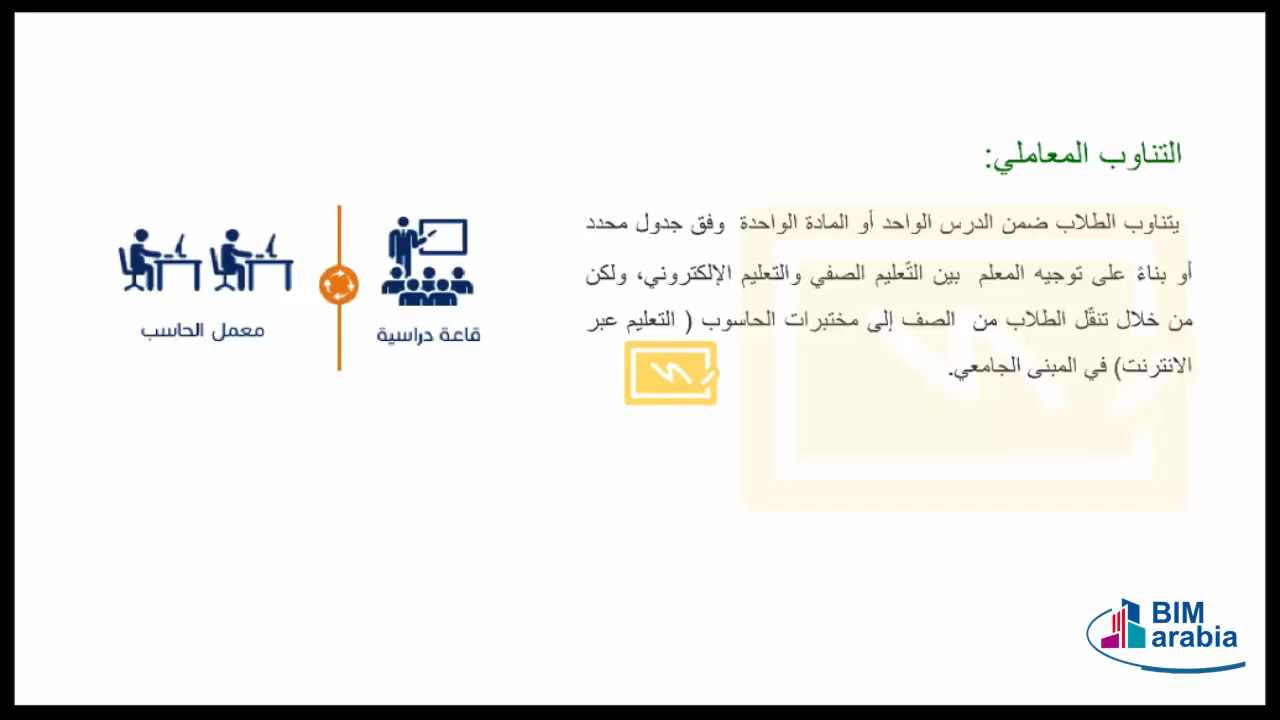 التناوب المعاملي:
يتناوب الطلاب ضمن الدرس الواحد أو المادة الواحدة وفق جدول محدد
أو بناءً على توجيه المعلم بين التّعليم الصفي والتعليم الإلكتروني، ولكن
من خلال تنقّل الطلاب من الصف إلى مختبرات الحاسوب ( التعليم عبر
الانترنت) في المبنى الجامعي.
قاعة دراسية
معمل الحاسب
BIM
arabia